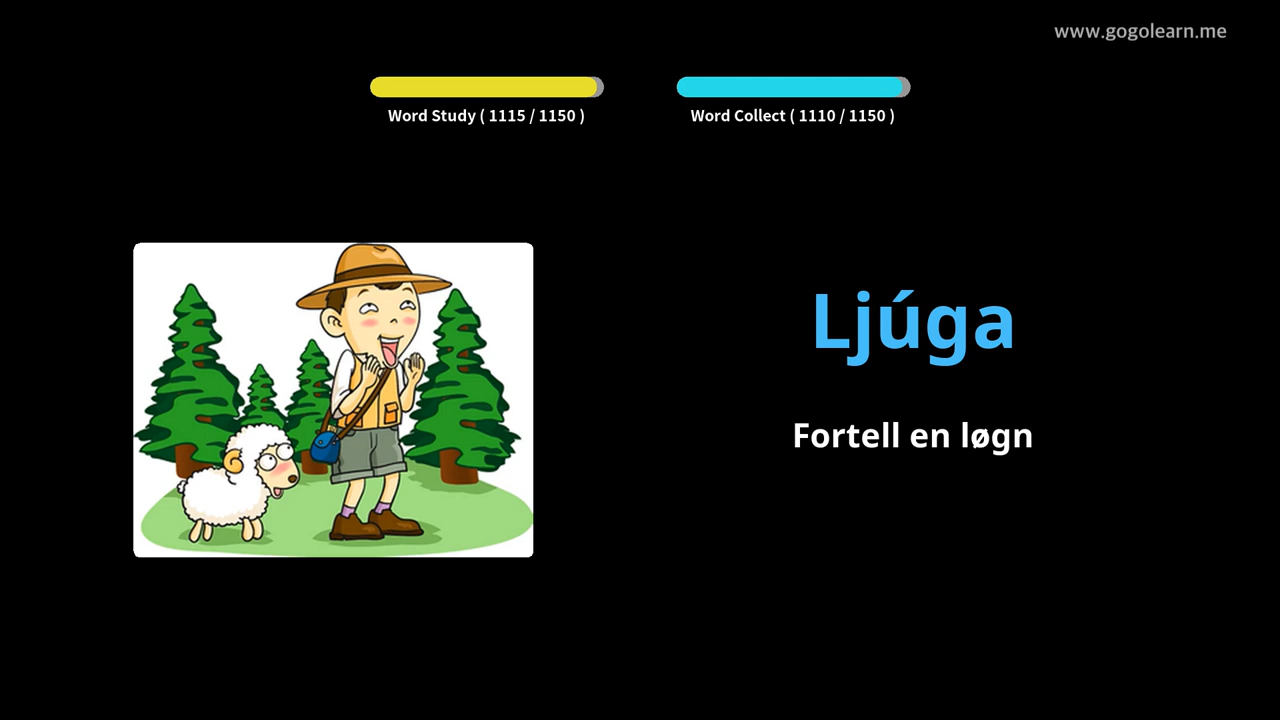 www.gogolearn.me
Word Study ( 1115 / 1150 )
Word Collect ( 1110 / 1150 )
Ljúga
Fortell en løgn